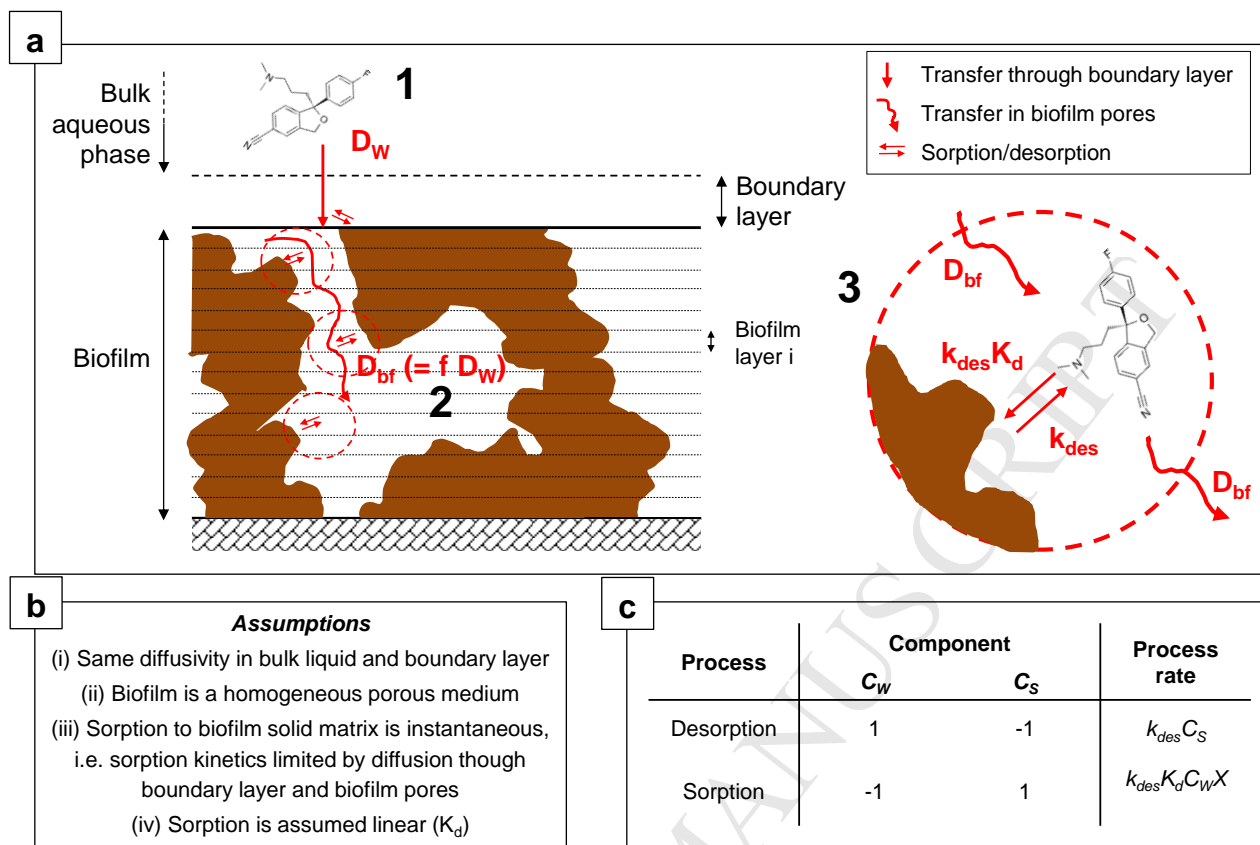 a
Bulk
aqueous
phase
1
N
F
O
N
D_W
Transfer through boundary layer
Transfer in biofilm pores
Sorption/desorption
Boundary
layer
Biofilm
Biofilm
layer i
D_bf (= f D_W)
2
3
D_bf
F
O
N
N
k_des K_d
k_des
D_bf
b
Assumptions
(i) Same diffusivity in bulk liquid and boundary layer
(ii) Biofilm is a homogeneous porous medium
(iii) Sorption to biofilm solid matrix is instantaneous,
i.e. sorption kinetics limited by diffusion though
boundary layer and biofilm pores
(iv) Sorption is assumed linear (K_d)
c
Process Component Process rate
C_W C_S
Desorption 1 -1 k_des C_S
Sorption -1 1 k_des K_d C_W X
MANUSCRIPT